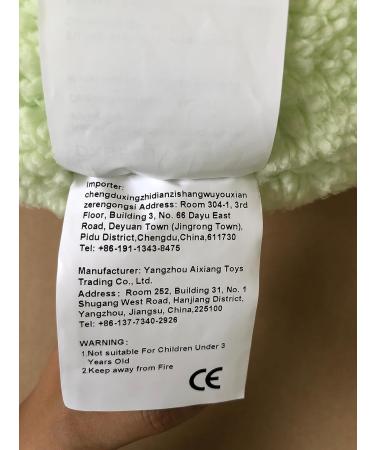 Importer:
chengduxingzhidianzishangwuyouxian
zerengongsi Address: Room 304-1, 3rd
Floor, Building 3, No. 66 Dayu East
Road, Deyuan Town (Jingrong Town),
Pidu District,Chengdu,China,611730
Tel: +86-191-1343-8475
Manufacturer: Yangzhou Aixiang Toys
Trading Co., Ltd.
Address: Room 252, Building 31, No. 1
Shugang West Road, Hanjiang District,
Yangzhou, Jiangsu, China,225100
Tel: +86-137-7340-2926
WARNING:
1.Not suitable For Children Under 3
Years Old
2.Keep away from Fire
CE